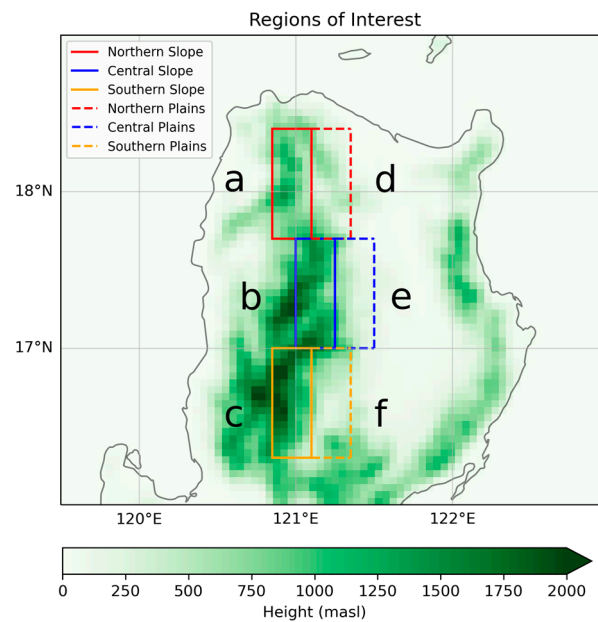 Regions of Interest
Northern Slope
Central Slope
Southern Slope
Northern Plains
Central Plains
Southern Plains
18°N
a
d
b
e
17°N
c
f
120°E 121°E 122°E
0 250 500 750 1000 1250 1500 1750 2000
Height (masl)